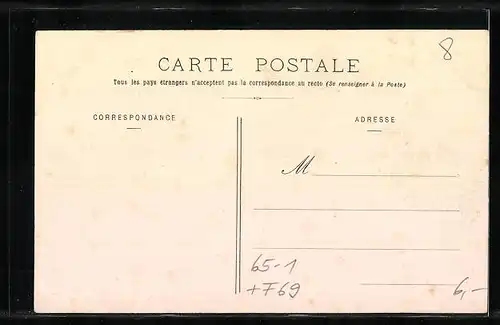 8
CARTE POSTALE
Tous les pays étrangers n'acceptent pas la correspondance au recto (Se renseigner à la Poste)
CORRESPONDANCE
ADRESSE
M
65-1
+F69
6,-